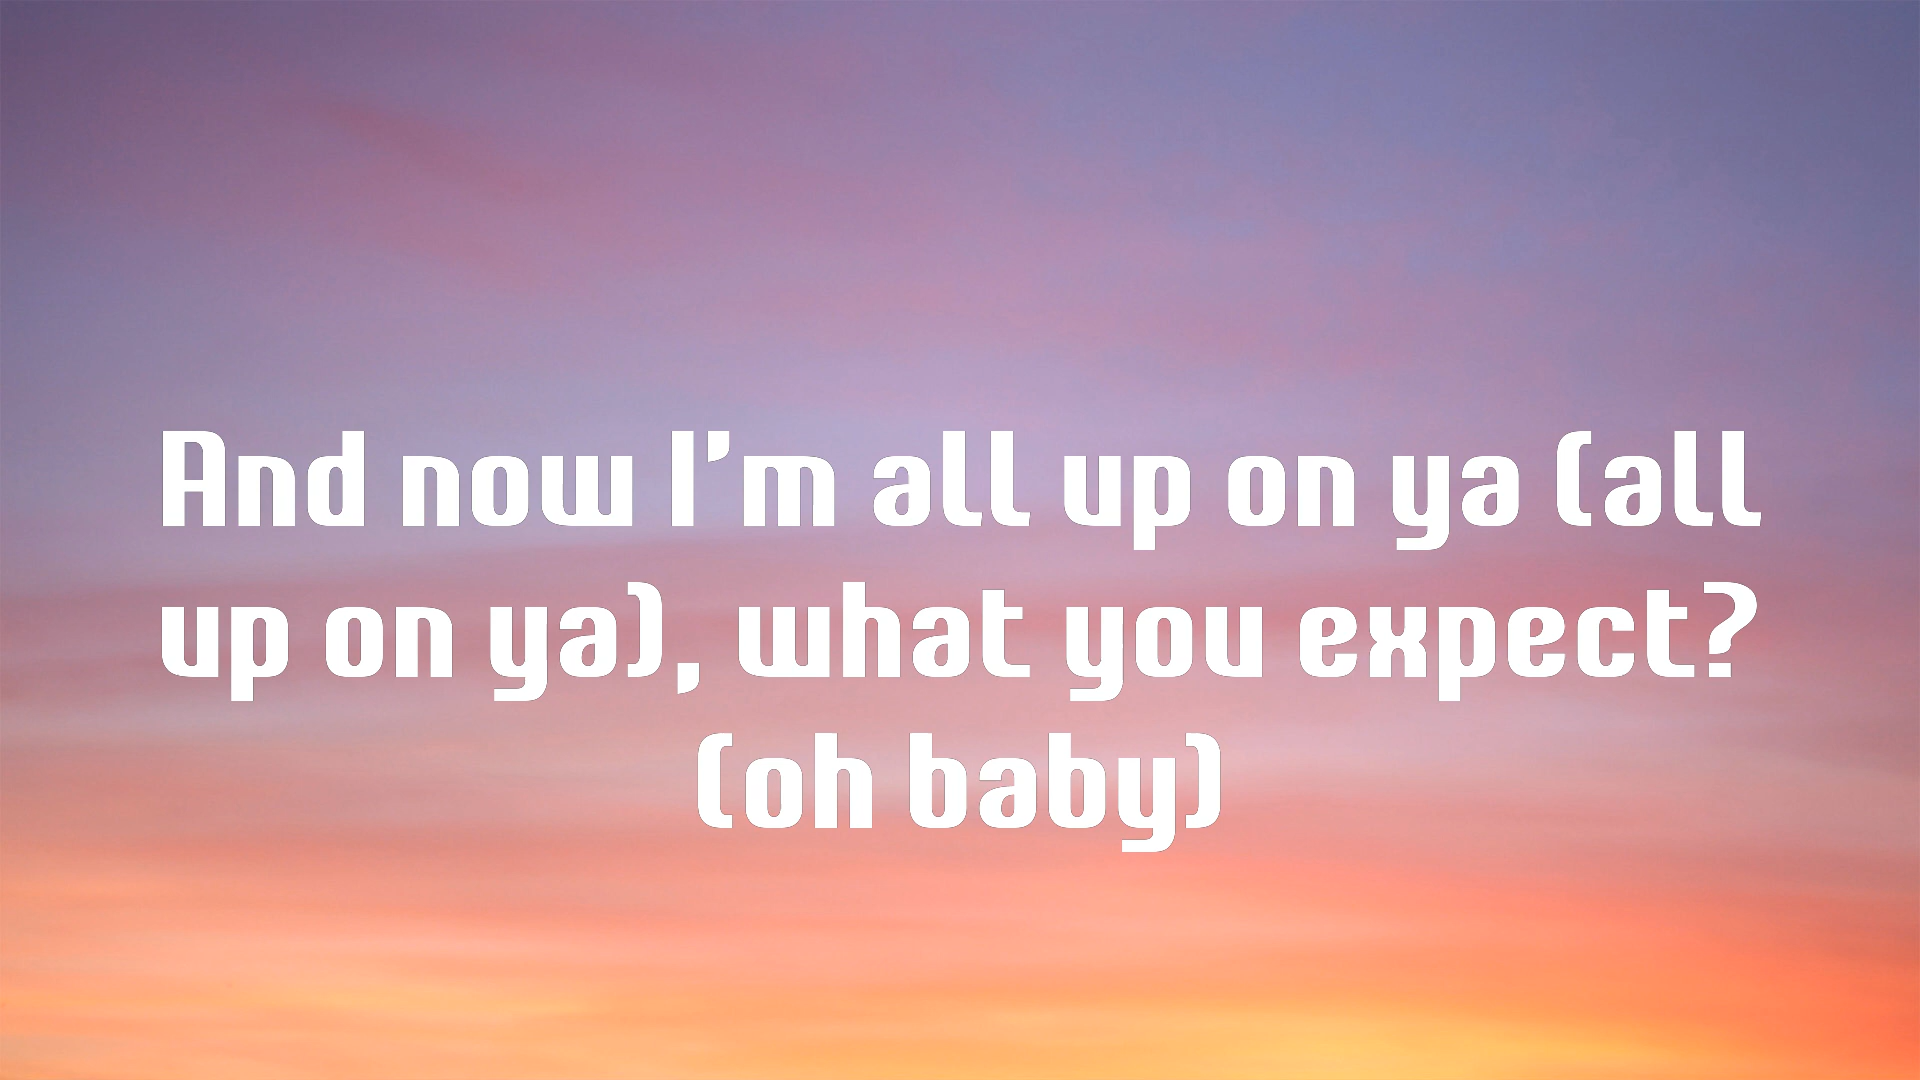 And now I'm all up on ya (all
up on ya), what you expect?
(oh baby)